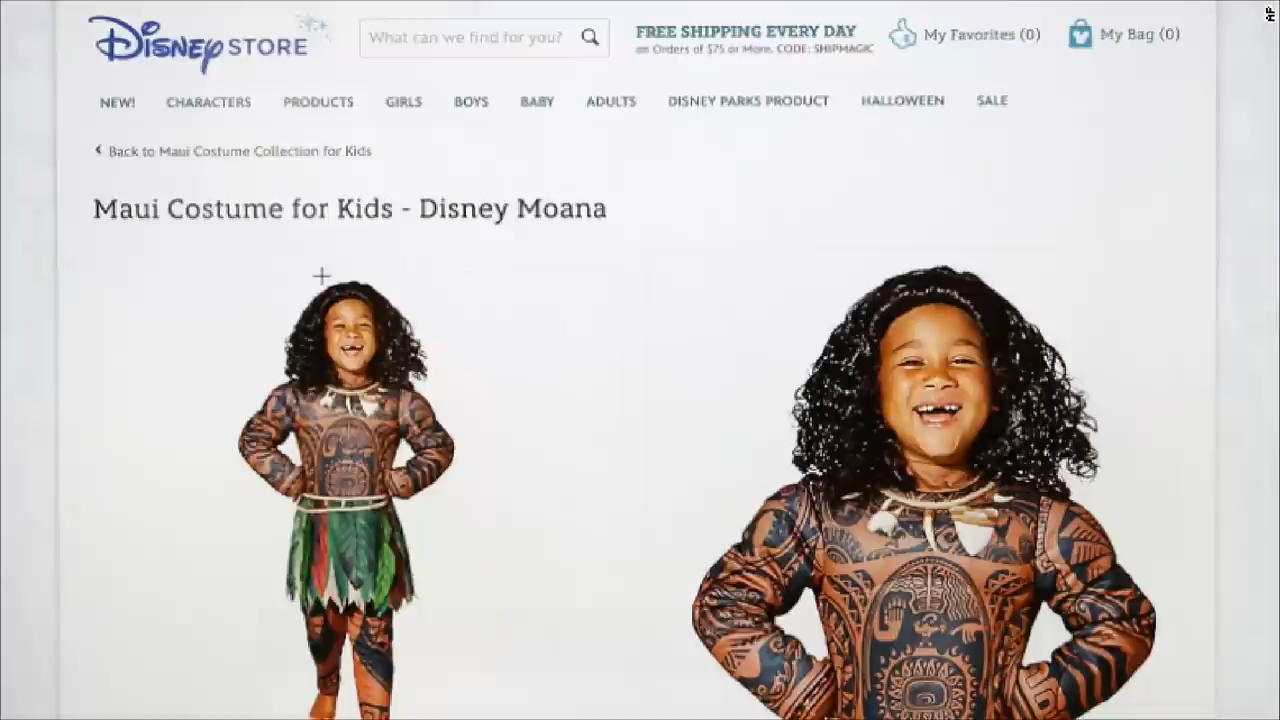 Disney STORE
What can we find for you?
FREE SHIPPING EVERY DAY
on Orders of $75 or More. CODE: SHIPMAGIC
My Favorites (0)
My Bag (0)
NEW! CHARACTERS PRODUCTS GIRLS BOYS BABY ADULTS DISNEY PARKS PRODUCT HALLOWEEN SALE
Back to Maui Costume Collection for Kids
Maui Costume for Kids - Disney Moana